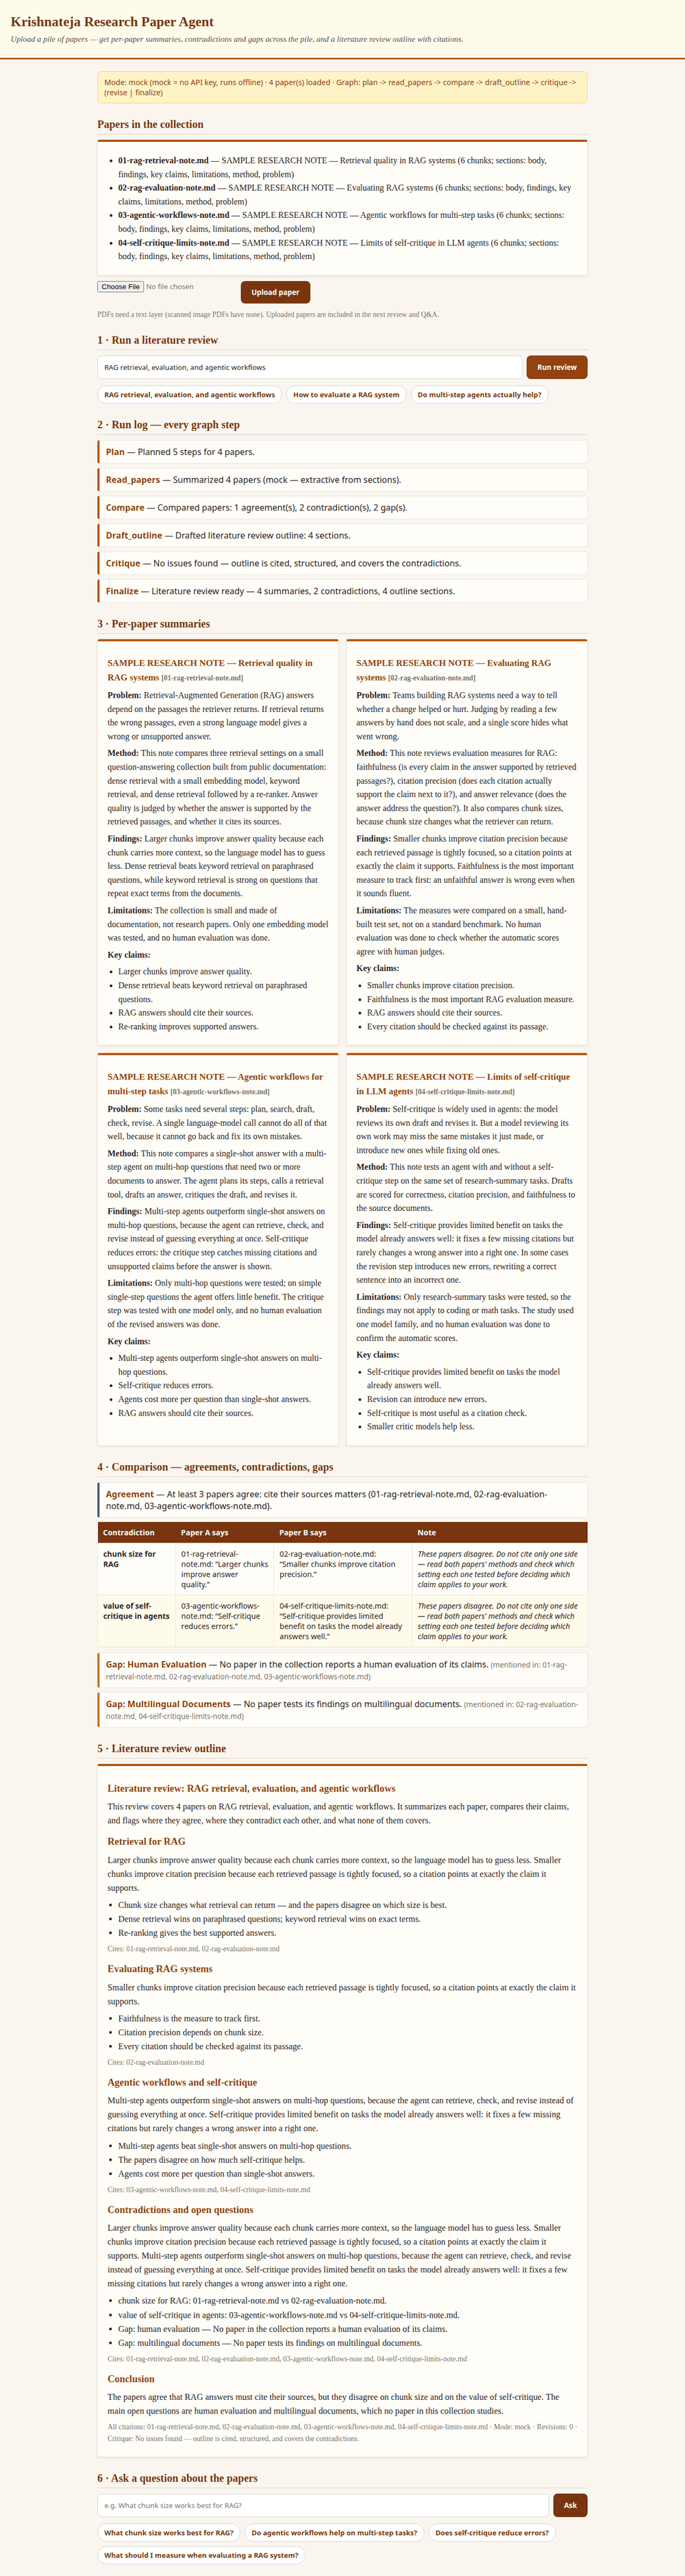 Krishnateja Research Paper Agent
Upload a pile of papers — get per-paper summaries, contradictions and gaps across the pile, and a literature review outline with citations.
Mode: mock (mock = no API key, runs offline) · 4 paper(s) loaded · Graph: plan -> read_papers -> compare -> draft_outline -> critique ->
(revise | finalize)
Papers in the collection
• 01-rag-retrieval-note.md — SAMPLE RESEARCH NOTE — Retrieval quality in RAG systems (6 chunks; sections: body,
findings, key claims, limitations, method, problem)
• 02-rag-evaluation-note.md — SAMPLE RESEARCH NOTE — Evaluating RAG systems (6 chunks; sections: body, findings, key
claims, limitations, method, problem)
• 03-agentic-workflows-note.md — SAMPLE RESEARCH NOTE — Agentic workflows for multi-step tasks (6 chunks; sections:
body, findings, key claims, limitations, method, problem)
• 04-self-critique-limits-note.md — SAMPLE RESEARCH NOTE — Limits of self-critique in LLM agents (6 chunks; sections:
body, findings, key claims, limitations, method, problem)
Choose File No file chosen
Upload paper
PDFs need a text layer (scanned image PDFs have none). Uploaded papers are included in the next review and Q&A.
1 · Run a literature review
RAG retrieval, evaluation, and agentic workflows
Run review
RAG retrieval, evaluation, and agentic workflows
How to evaluate a RAG system
Do multi-step agents actually help?
2 · Run log — every graph step
Plan — Planned 5 steps for 4 papers.
Read_papers — Summarized 4 papers (mock — extractive from sections).
Compare — Compared papers: 1 agreement(s), 2 contradiction(s), 2 gap(s).
Draft_outline — Drafted literature review outline: 4 sections.
Critique — No issues found — outline is cited, structured, and covers the contradictions.
Finalize — Literature review ready — 4 summaries, 2 contradictions, 4 outline sections.
3 · Per-paper summaries
SAMPLE RESEARCH NOTE — Retrieval quality in
RAG systems [01-rag-retrieval-note.md]
Problem: Retrieval-Augmented Generation (RAG) answers
depend on the passages the retriever returns. If retrieval
returns the wrong passages, even a strong language model gives a
wrong or unsupported answer.
Method: This note compares three retrieval settings on a small
question-answering collection built from public documentation:
dense retrieval with a small embedding model, keyword
retrieval, and dense retrieval followed by a re-ranker. Answer
quality is judged by whether the answer is supported by the
retrieved passages, and whether it cites its sources.
Findings: Larger chunks improve answer quality because each
chunk carries more context, so the language model has to guess
less. Dense retrieval beats keyword retrieval on paraphrased
questions, while keyword retrieval is strong on questions that
repeat exact terms from the documents.
Limitations: The collection is small and made of
documentation, not research papers. Only one embedding model
was tested, and no human evaluation was done.
Key claims:
• Larger chunks improve answer quality.
• Dense retrieval beats keyword retrieval on paraphrased
questions.
• RAG answers should cite their sources.
• Re-ranking improves supported answers.
SAMPLE RESEARCH NOTE — Evaluating RAG
systems [02-rag-evaluation-note.md]
Problem: Teams building RAG systems need a way to tell
whether a change helped or hurt. Judging by reading a few
answers by hand does not scale, and a single score hides what
went wrong.
Method: This note reviews evaluation measures for RAG:
faithfulness (is every claim in the answer supported by retrieved
passages?), citation precision (does each citation actually
support the claim next to it?), and answer relevance (does the
answer address the question?). It also compares chunk sizes,
because chunk size changes what the retriever can return.
Findings: Smaller chunks improve citation precision because
each retrieved passage is tightly focused, so a citation points at
exactly the claim it supports. Faithfulness is the most important
measure to track first: an unfaithful answer is wrong even when
it sounds fluent.
Limitations: The measures were compared on a small, hand-
built test set, not on a standard benchmark. No human
evaluation was done to check whether the automatic scores
agree with human judges.
Key claims:
• Smaller chunks improve citation precision.
• Faithfulness is the most important RAG evaluation measure.
• RAG answers should cite their sources.
• Every citation should be checked against its passage.
SAMPLE RESEARCH NOTE — Agentic workflows for
multi-step tasks [03-agentic-workflows-note.md]
Problem: Some tasks need several steps: plan, search, draft,
check, revise. A single language-model call cannot do all of that
well, because it cannot go back and fix its own mistakes.
Method: This note compares a single-shot answer with a multi-
step agent on multi-hop questions that need two or more
documents to answer. The agent plans its steps, calls a retrieval
tool, drafts an answer, critiques the draft, and revises it.
Findings: Multi-step agents outperform single-shot answers on
multi-hop questions, because the agent can retrieve, check, and
revise instead of guessing everything at once. Self-critique
reduces errors: the critique step catches missing citations and
unsupported claims before the answer is shown.
Limitations: Only multi-hop questions were tested; on simple
single-step questions the agent offers little benefit. The critique
step was tested with one model only, and no human evaluation
of the revised answers was done.
Key claims:
• Multi-step agents outperform single-shot answers on multi-
hop questions.
• Self-critique reduces errors.
• Agents cost more per question than single-shot answers.
• RAG answers should cite their sources.
SAMPLE RESEARCH NOTE — Limits of self-critique
in LLM agents [04-self-critique-limits-note.md]
Problem: Self-critique is widely used in agents: the model
reviews its own draft and revises it. But a model reviewing its
own work may miss the same mistakes it just made, or
introduce new ones while fixing old ones.
Method: This note tests an agent with and without a self-
critique step on the same set of research-summary tasks. Drafts
are scored for correctness, citation precision, and faithfulness to
the source documents.
Findings: Self-critique provides limited benefit on tasks the
model already answers well: it fixes a few missing citations but
rarely changes a wrong answer into a right one. In some cases
the revision step introduces new errors, rewriting a correct
sentence into an incorrect one.
Limitations: Only research-summary tasks were tested, so the
findings may not apply to coding or math tasks. The study used
one model family, and no human evaluation was done to
confirm the automatic scores.
Key claims:
• Self-critique provides limited benefit on tasks the model
already answers well.
• Revision can introduce new errors.
• Self-critique is most useful as a citation check.
• Smaller critic models help less.
4 · Comparison — agreements, contradictions, gaps
Agreement — At least 3 papers agree: cite their sources matters (01-rag-retrieval-note.md, 02-rag-evaluation-
note.md, 03-agentic-workflows-note.md).
Contradiction Paper A says Paper B says Note
chunk size for
RAG
01-rag-retrieval-
note.md: "Larger chunks
improve answer
quality."
02-rag-evaluation-note.md:
"Smaller chunks improve citation
precision."
These papers disagree. Do not cite only one side
— read both papers' methods and check which
setting each one tested before deciding which
claim applies to your work.
value of self-
critique in agents
03-agentic-workflows-
note.md: "Self-critique
reduces errors."
04-self-critique-limits-note.md:
"Self-critique provides limited
benefit on tasks the model already
answers well."
These papers disagree. Do not cite only one side
— read both papers' methods and check which
setting each one tested before deciding which
claim applies to your work.
Gap: Human Evaluation — No paper in the collection reports a human evaluation of its claims. (mentioned in: 01-rag-
retrieval-note.md, 02-rag-evaluation-note.md, 03-agentic-workflows-note.md)
Gap: Multilingual Documents — No paper tests its findings on multilingual documents. (mentioned in: 02-rag-evaluation-
note.md, 04-self-critique-limits-note.md)
5 · Literature review outline
Literature review: RAG retrieval, evaluation, and agentic workflows
This review covers 4 papers on RAG retrieval, evaluation, and agentic workflows. It summarizes each paper, compares their claims,
and flags where they agree, where they contradict each other, and what none of them covers.
Retrieval for RAG
Larger chunks improve answer quality because each chunk carries more context, so the language model has to guess less. Smaller
chunks improve citation precision because each retrieved passage is tightly focused, so a citation points at exactly the claim it
supports.
• Chunk size changes what retrieval can return — and the papers disagree on which size is best.
• Dense retrieval wins on paraphrased questions; keyword retrieval wins on exact terms.
• Re-ranking gives the best supported answers.
Cites: 01-rag-retrieval-note.md, 02-rag-evaluation-note.md
Evaluating RAG systems
Smaller chunks improve citation precision because each retrieved passage is tightly focused, so a citation points at exactly the claim it
supports.
• Faithfulness is the measure to track first.
• Citation precision depends on chunk size.
• Every citation should be checked against its passage.
Cites: 02-rag-evaluation-note.md
Agentic workflows and self-critique
Multi-step agents outperform single-shot answers on multi-hop questions, because the agent can retrieve, check, and revise instead of
guessing everything at once. Self-critique provides limited benefit on tasks the model already answers well: it fixes a few missing
citations but rarely changes a wrong answer into a right one.
• Multi-step agents beat single-shot answers on multi-hop questions.
• The papers disagree on how much self-critique helps.
• Agents cost more per question than single-shot answers.
Cites: 03-agentic-workflows-note.md, 04-self-critique-limits-note.md
Contradictions and open questions
Larger chunks improve answer quality because each chunk carries more context, so the language model has to guess less. Smaller
chunks improve citation precision because each retrieved passage is tightly focused, so a citation points at exactly the claim it
supports. Multi-step agents outperform single-shot answers on multi-hop questions, because the agent can retrieve, check, and revise
instead of guessing everything at once. Self-critique provides limited benefit on tasks the model already answers well: it fixes a few
missing citations but rarely changes a wrong answer into a right one.
• chunk size for RAG: 01-rag-retrieval-note.md vs 02-rag-evaluation-note.md.
• value of self-critique in agents: 03-agentic-workflows-note.md vs 04-self-critique-limits-note.md.
• Gap: human evaluation — No paper in the collection reports a human evaluation of its claims.
• Gap: multilingual documents — No paper tests its findings on multilingual documents.
Cites: 01-rag-retrieval-note.md, 02-rag-evaluation-note.md, 03-agentic-workflows-note.md, 04-self-critique-limits-note.md
Conclusion
The papers agree that RAG answers must cite their sources, but they disagree on chunk size and on the value of self-critique. The
main open questions are human evaluation and multilingual documents, which no paper in this collection studies.
All citations: 01-rag-retrieval-note.md, 02-rag-evaluation-note.md, 03-agentic-workflows-note.md, 04-self-critique-limits-note.md · Mode: mock · Revisions: 0 ·
Critique: No issues found — outline is cited, structured, and covers the contradictions.
6 · Ask a question about the papers
e.g. What chunk size works best for RAG?
Ask
What chunk size works best for RAG?
Do agentic workflows help on multi-step tasks?
Does self-critique reduce errors?
What should I measure when evaluating a RAG system?